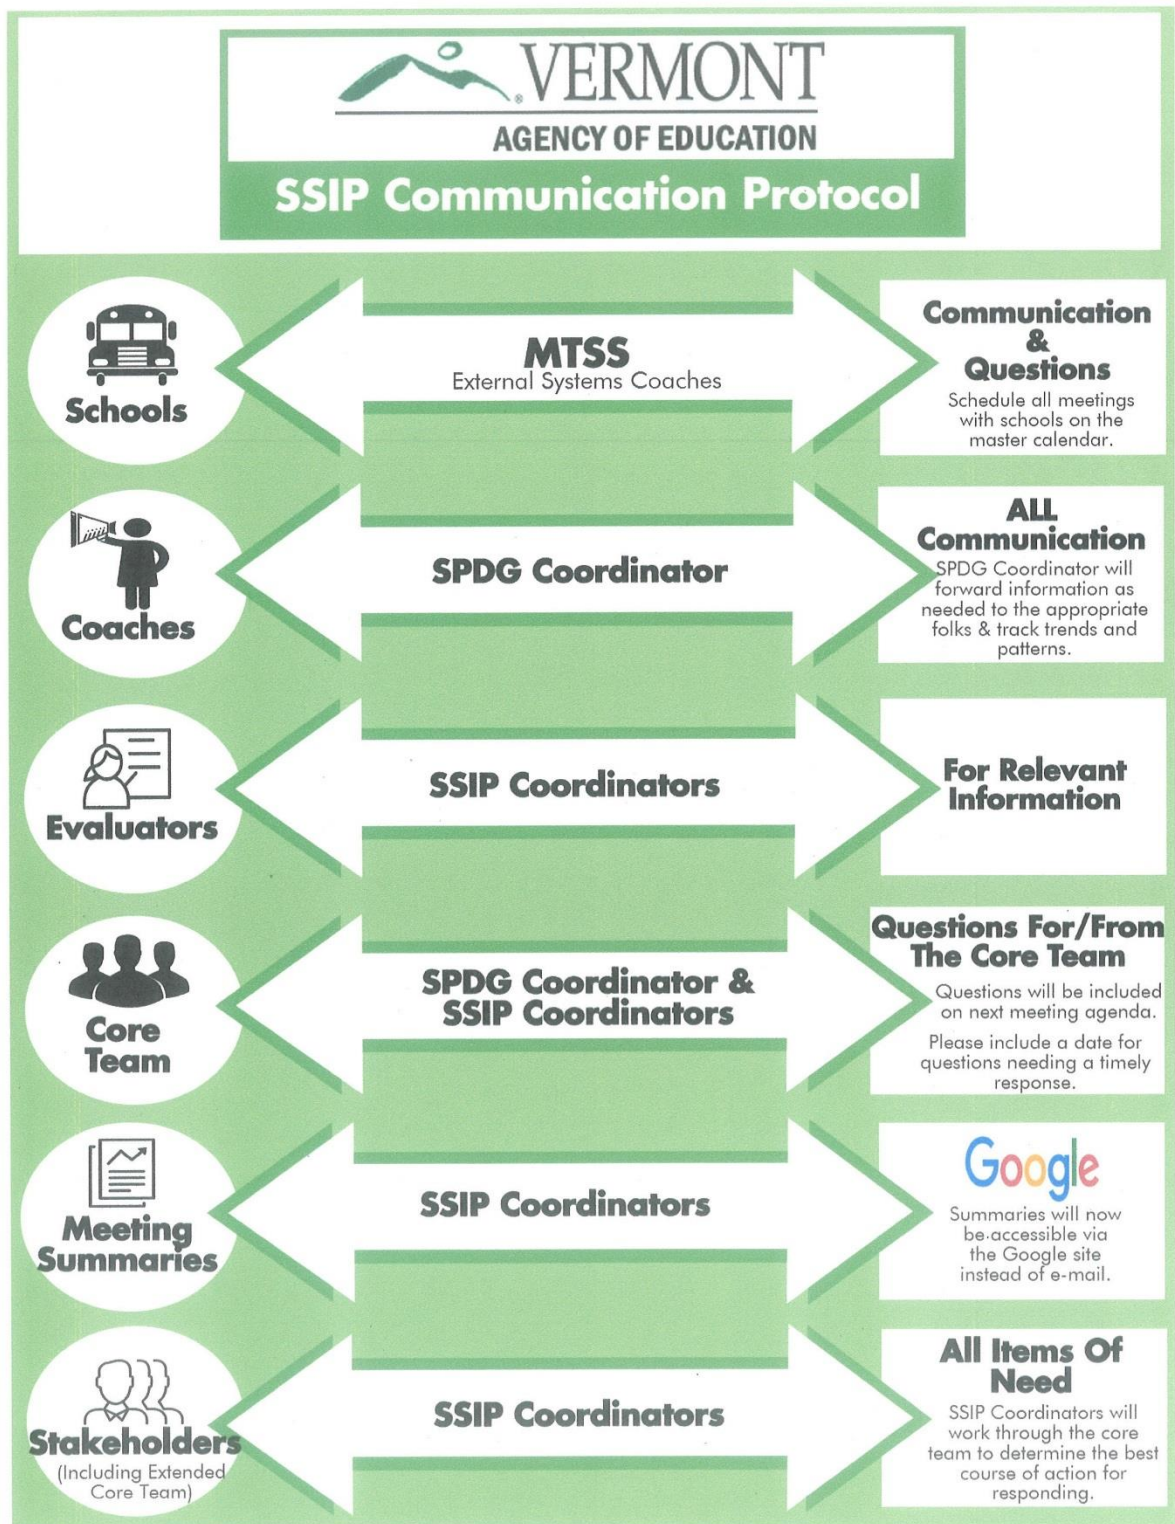 VERMONT
AGENCY OF EDUCATION
SSIP Communication Protocol
Schools
MTSS
External Systems Coaches
Communication
&
Questions
Schedule all meetings
with schools on the
master calendar.
Coaches
SPDG Coordinator
ALL
Communication
SPDG Coordinator will
forward information as
needed to the appropriate
folks & track trends and
patterns.
Evaluators
SSIP Coordinators
For Relevant
Information
Core
Team
SPDG Coordinator &
SSIP Coordinators
Questions For/From
The Core Team
Questions will be included
on next meeting agenda.
Please include a date for
questions needing a timely
response.
Meeting
Summaries
SSIP Coordinators
Google
Summaries will now
be accessible via
the Google site
instead of e-mail.
Stakeholders
(Including Extended
Core Team)
SSIP Coordinators
All Items Of
Need
SSIP Coordinators will
work through the core
team to determine the best
course of action for
responding.